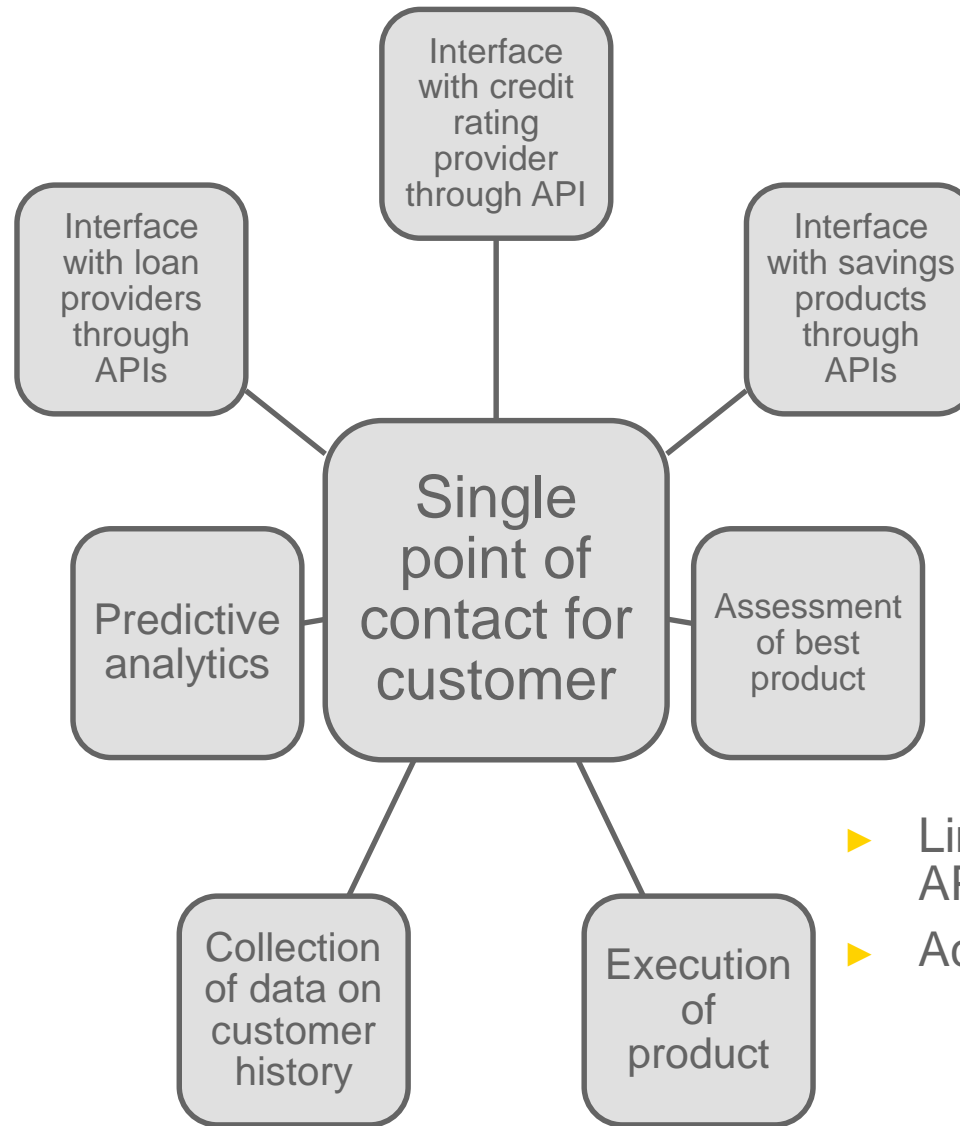 Interface
with credit
rating
provider
through API
Interface
with loan
providers
through
APIs
Interface
with savings
products
through
APIs
Single
point of
contact for
customer
Predictive
analytics
Assessment
of best
product
Collection
of data on
customer
history
Execution
of
product